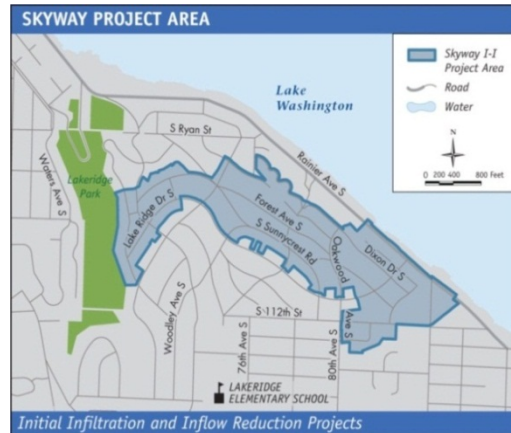 SKYWAY PROJECT AREA
Skyway I-I
Project Area
Road
Water
N
0 200 400 800 Feet
Lake
Washington
S Ryan St
Rainier Ave S
Waters Ave S
Lakeridge
Park
Lake Ridge Dr S
Forest Ave S
S Sunnycrest Rd
Oakwood
Ave S
Dixon Dr S
Woodley Ave S
S 112th St
76th Ave S
80th Ave S
LAKERIDGE
ELEMENTARY SCHOOL
Initial Infiltration and Inflow Reduction Projects